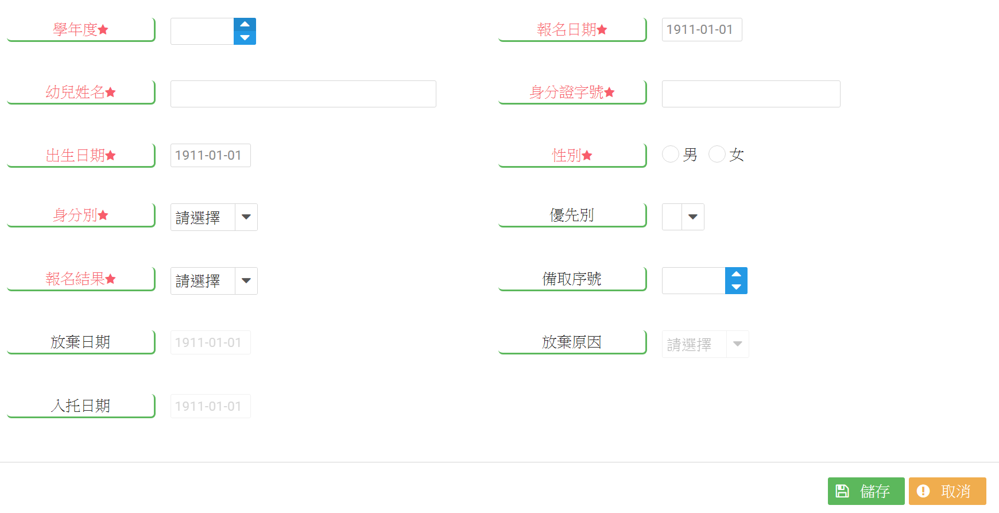 學年度★ 報名日期★ 1911-01-01
幼兒姓名★ 身分證字號★
出生日期★ 1911-01-01 性別★ 男 女
身分別★ 請選擇 優先別
報名結果★ 請選擇 備取序號
放棄日期 1911-01-01 放棄原因 請選擇
入托日期 1911-01-01
儲存 取消